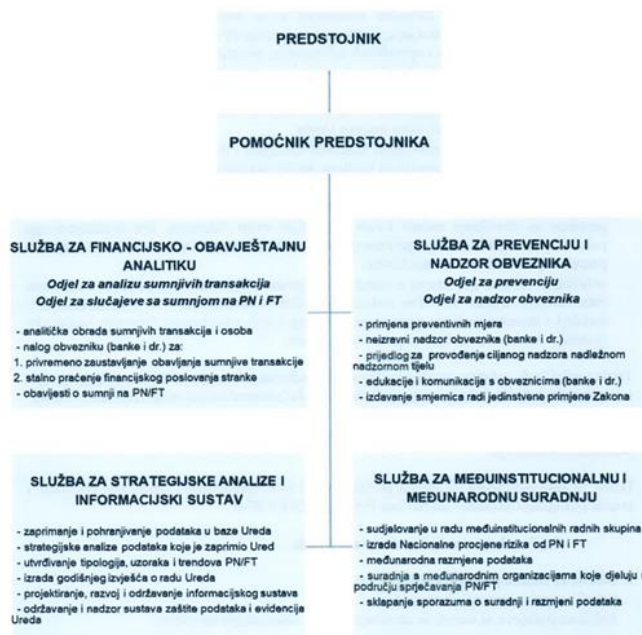 PREDSTOJNIK
POMOĆNIK PREDSTOJNIKA
SLUŽBA ZA FINANCIJSKO - OBAVJEŠTAJNU
ANALITIKU
Odjel za analizu sumnjivih transakcija
Odjel za slučajeve sa sumnjom na PN i FT
- analitička obrada sumnjivih transakcija i osoba
- nalog obvezniku (banke i dr.) za:
1. privremeno zaustavljanje obavljanja sumnjive transakcije
2. stalno praćenje financijskog poslovanja stranke
- obavijesti o sumnji na PN/FT
SLUŽBA ZA PREVENCIJU I
NADZOR OBVEZNIKA
Odjel za prevenciju
Odjel za nadzor obveznika
- primjena preventivnih mjera
- neizravni nadzor obveznika (banke i dr.)
- prijedlog za provođenje ciljanog nadzora nadležnom
nadzornom tijelu
- edukacije i komunikacija s obveznicima (banke i dr.)
- izdavanje smjernica radi jedinstvene primjene Zakona
SLUŽBA ZA STRATEGIJSKE ANALIZE I
INFORMACIJSKI SUSTAV
- zaprimanje i pohranjivanje podataka u baze Ureda
- strategijske analize podataka koje je zaprimio Ured
- utvrđivanje tipologija, uzoraka i trendova PN/FT
- izrada godišnjeg izvješća o radu Ureda
- projektiranje, razvoj i održavanje informacijskog sustava
- održavanje i nadzor sustava zaštite podataka i evidencija
Ureda
SLUŽBA ZA MEĐUINSTITUCIONALNU I
MEĐUNARODNU SURADNJU
- sudjelovanje u radu međuinstitucionalnih radnih skupina
- izrada Nacionalne procjene rizika od PN i FT
- međunarodna razmjena podataka
- suradnja s međunarodnim organizacijama koje djeluju
području sprječavanja PN/FT
- sklapanje sporazuma o suradnji i razmjeni podataka